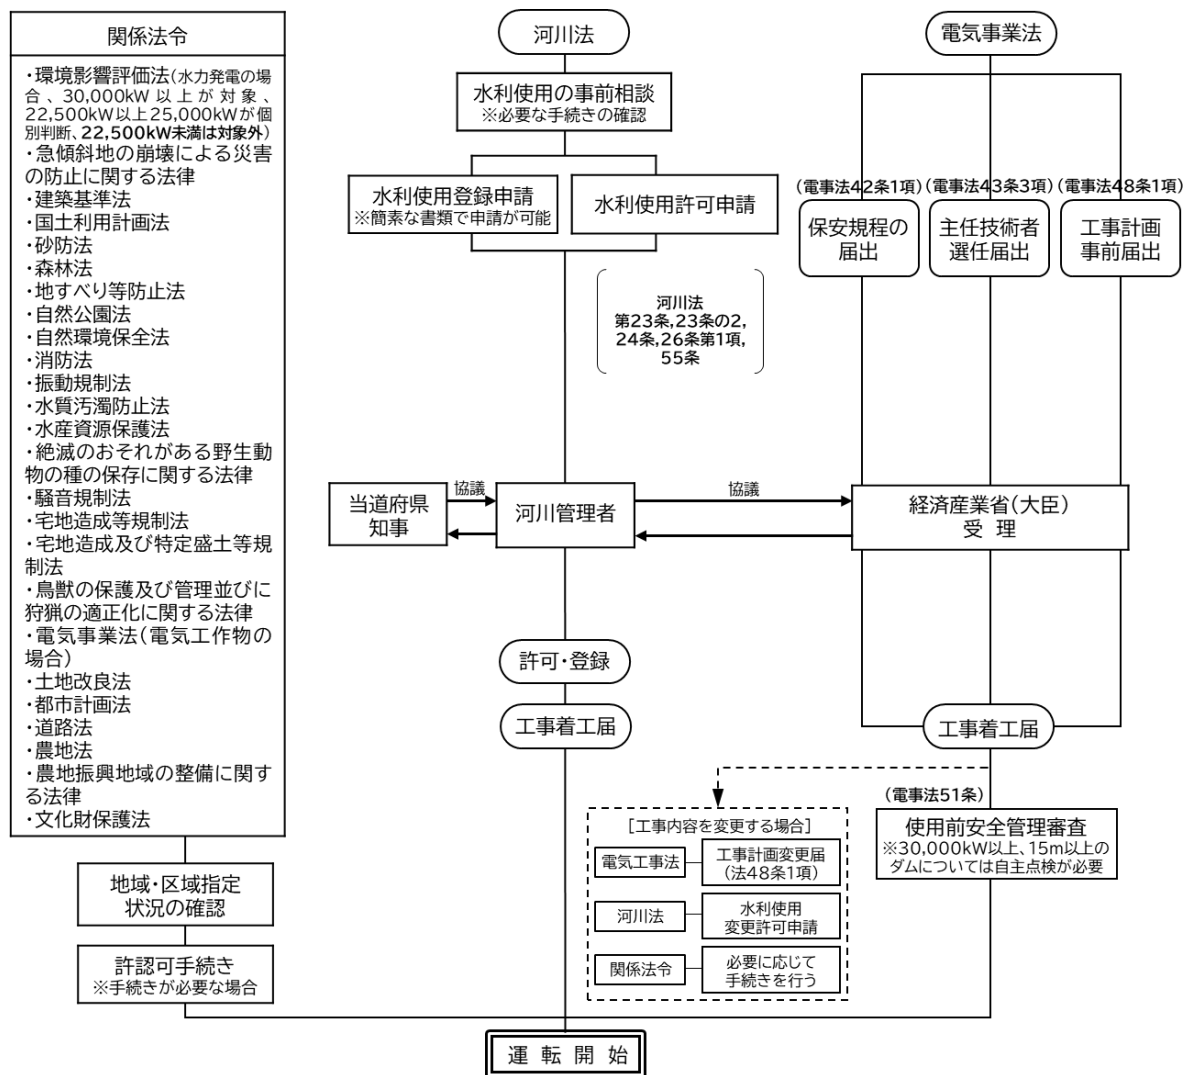 関係法令
・環境影響評価法(水力発電の場
合、30,000kW以上が対象、
22,500kW以上25,000kWが個
別判断、22,500kW未満は対象外)
・急傾斜地の崩壊による災害
の防止に関する法律
・建築基準法
・国土利用計画法
・砂防法
・森林法
・地すべり等防止法
・自然公園法
・自然環境保全法
・消防法
・振動規制法
・水質汚濁防止法
・水産資源保護法
・絶滅のおそれがある野生動
物の種の保存に関する法律
・騒音規制法
・宅地造成等規制法
・宅地造成及び特定盛土等規
制法
・鳥獣の保護及び管理並びに
狩猟の適正化に関する法律
・電気事業法(電気工作物の
場合)
・土地改良法
・都市計画法
・道路法
・農地法
・農地振興地域の整備に関す
る法律
・文化財保護法
地域・区域指定
状況の確認
許認可手続き
※手続きが必要な場合
河川法
水利使用の事前相談
※必要な手続きの確認
水利使用登録申請
※簡素な書類で申請が可能
水利使用許可申請
河川法
第23条,23条の2,
24条,26条第1項,
55条
当道府県
知事
協議
河川管理者
協議
許可・登録
工事着工届
電気事業法
(電事法42条1項)
保安規程の
届出
(電事法43条3項)
主任技術者
選任届出
(電事法48条1項)
工事計画
事前届出
経済産業省(大臣)
受 理
工事着工届
(電事法51条)
使用前安全管理審査
※30,000kW以上、15m以上の
ダムについては自主点検が必要
[工事内容を変更する場合]
電気工事法
工事計画変更届
(法48条1項)
河川法
水利使用
変更許可申請
関係法令
必要に応じて
手続きを行う
運 転 開 始